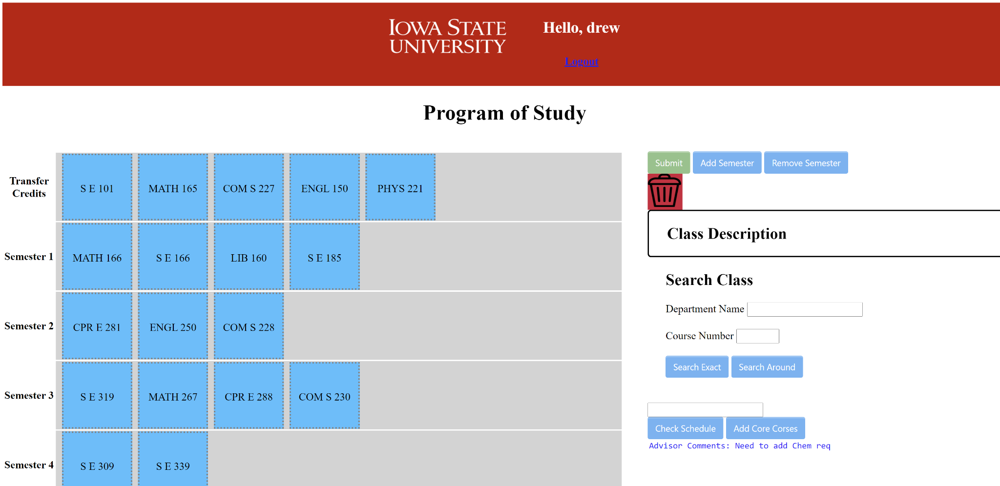 IOWA STATE
UNIVERSITY
Hello, drew
Logout
Program of Study
Transfer
Credits
S E 101
MATH 165
COM S 227
ENGL 150
PHYS 221
Semester 1
MATH 166
S E 166
LIB 160
S E 185
Semester 2
CPR E 281
ENGL 250
COM S 228
Semester 3
S E 319
MATH 267
CPR E 288
COM S 230
Semester 4
S E 309
S E 339
Submit
Add Semester
Remove Semester
Class Description
Search Class
Department Name
Course Number
Search Exact
Search Around
Check Schedule
Add Core Corses
Advisor Comments: Need to add Chem req